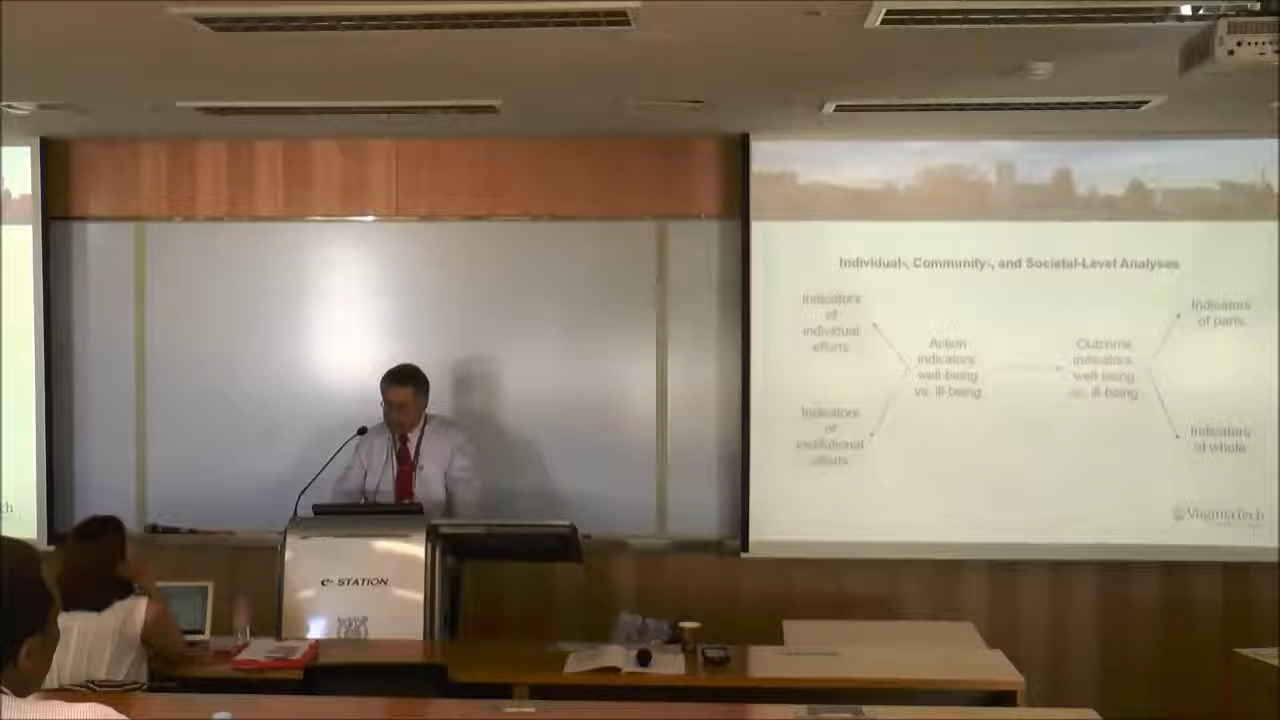 Individual-, Community-, and Societal-Level Analyses
Indicators
of
individual
efforts
Action
indicators:
well-being
vs. ill-being
Outcome
indicators:
well-being
vs. ill-being
Indicators
of parts
Indicators
of
institutional
efforts
Indicators
of whole
VirginiaTech
ch
e-STATION